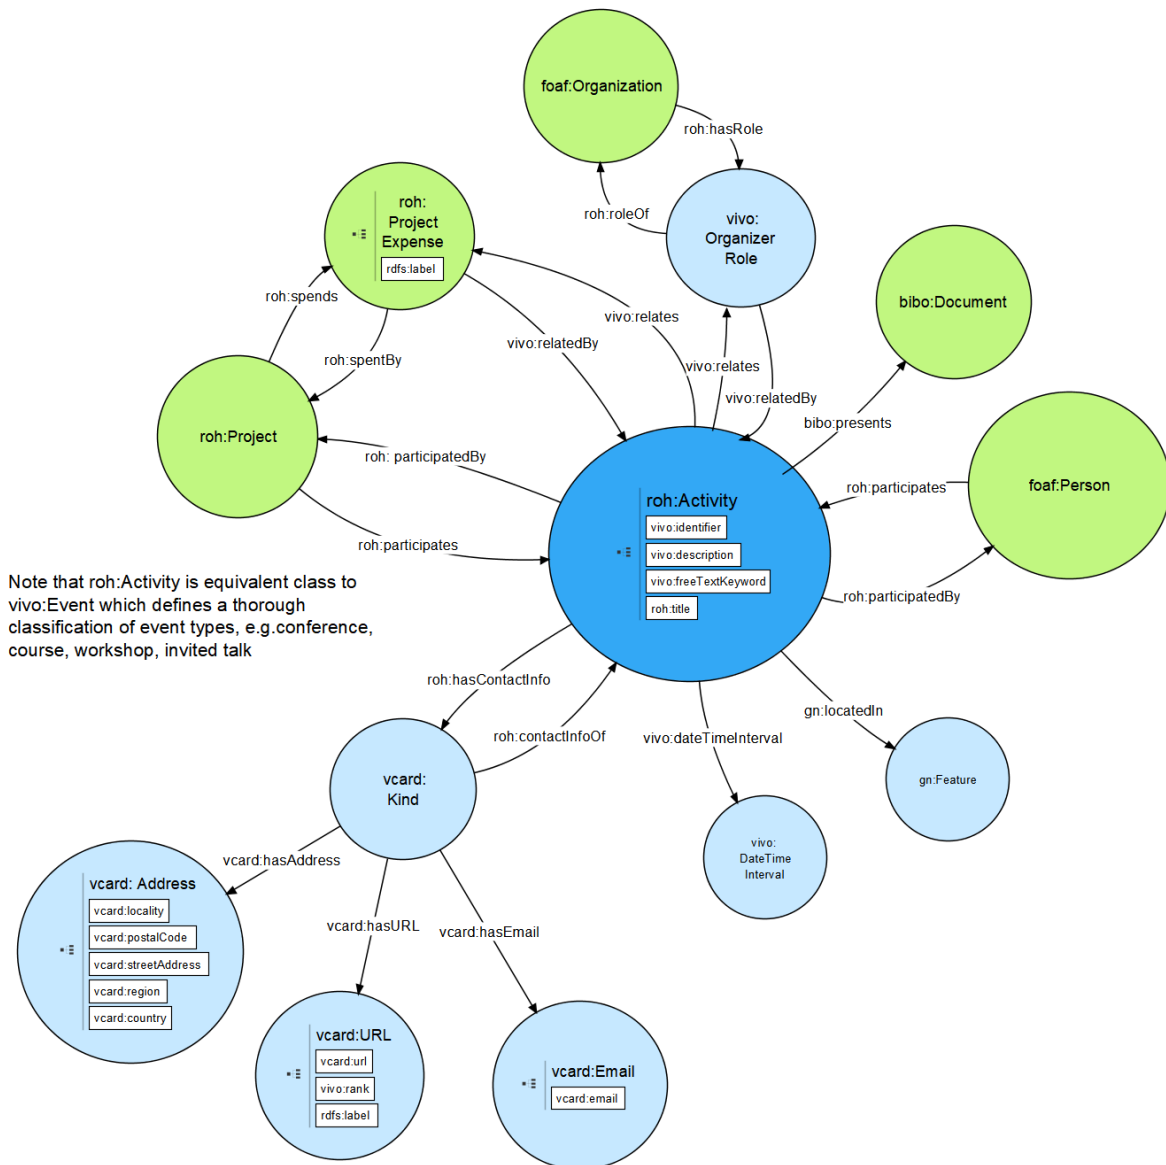 foaf:Organization
roh:hasRole
roh:
Project
Expense
rdfs:label
roh:roleOf
vivo:
Organizer
Role
roh:spends
vivo:relates
bibo:Document
vivo:relatedBy
roh:spentBy
vivo:relates
vivo:relatedBy
bibo:presents
roh:Project
roh: participatedBy
roh:participates
foaf:Person
roh:Activity
vivo:identifier
vivo:description
vivo:freeTextKeyword
roh:title
roh:participates
roh:participatedBy
Note that roh:Activity is equivalent class to
vivo:Event which defines a thorough
classification of event types, e.g.conference,
course, workshop, invited talk
roh:hasContactInfo
roh:contactInfoOf
vivo:dateTimeInterval
gn:locatedIn
vcard:
Kind
gn:Feature
vivo:
DateTime
Interval
vcard:hasAddress
vcard: Address
vcard:locality
vcard:postalCode
vcard:streetAddress
vcard:region
vcard:country
vcard:hasURL
vcard:hasEmail
vcard:URL
vcard:url
vivo:rank
rdfs:label
vcard:Email
vcard:email